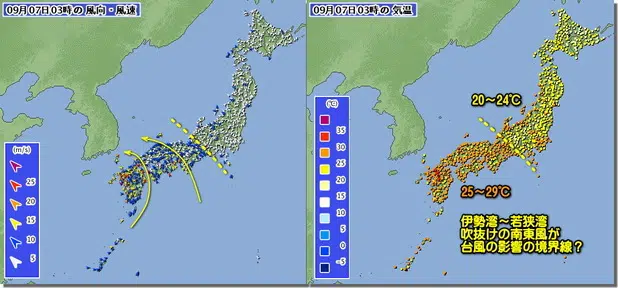 09月07日03時の 風向・風速
(m/s)
25
20
15
10
5
09月07日03時の 気温
(℃)
35
30
25
20
15
10
5
0
-5
20～24℃
25～29℃
伊勢湾～若狭湾
吹抜けの南東風が
台風の影響の境界線？